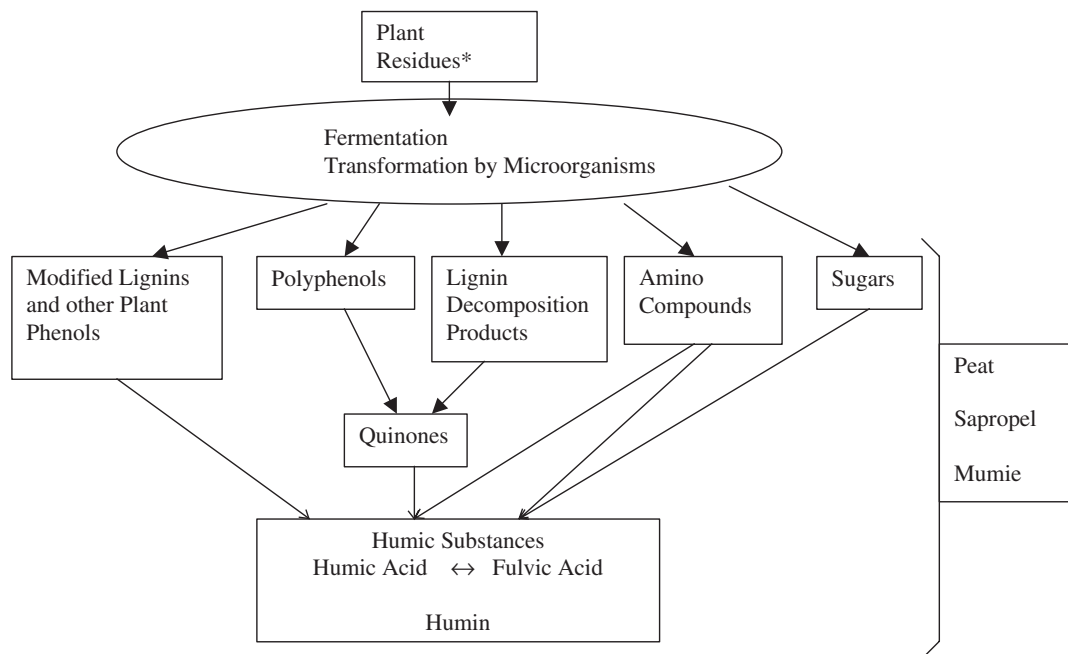 Plant
Residues*
Fermentation
Transformation by Microorganisms
Modified Lignins
and other Plant
Phenols
Polyphenols
Lignin
Decomposition
Products
Amino
Compounds
Sugars
Quinones
Peat
Sapropel
Mumie
Humic Substances
Humic Acid ↔ Fulvic Acid
Humin